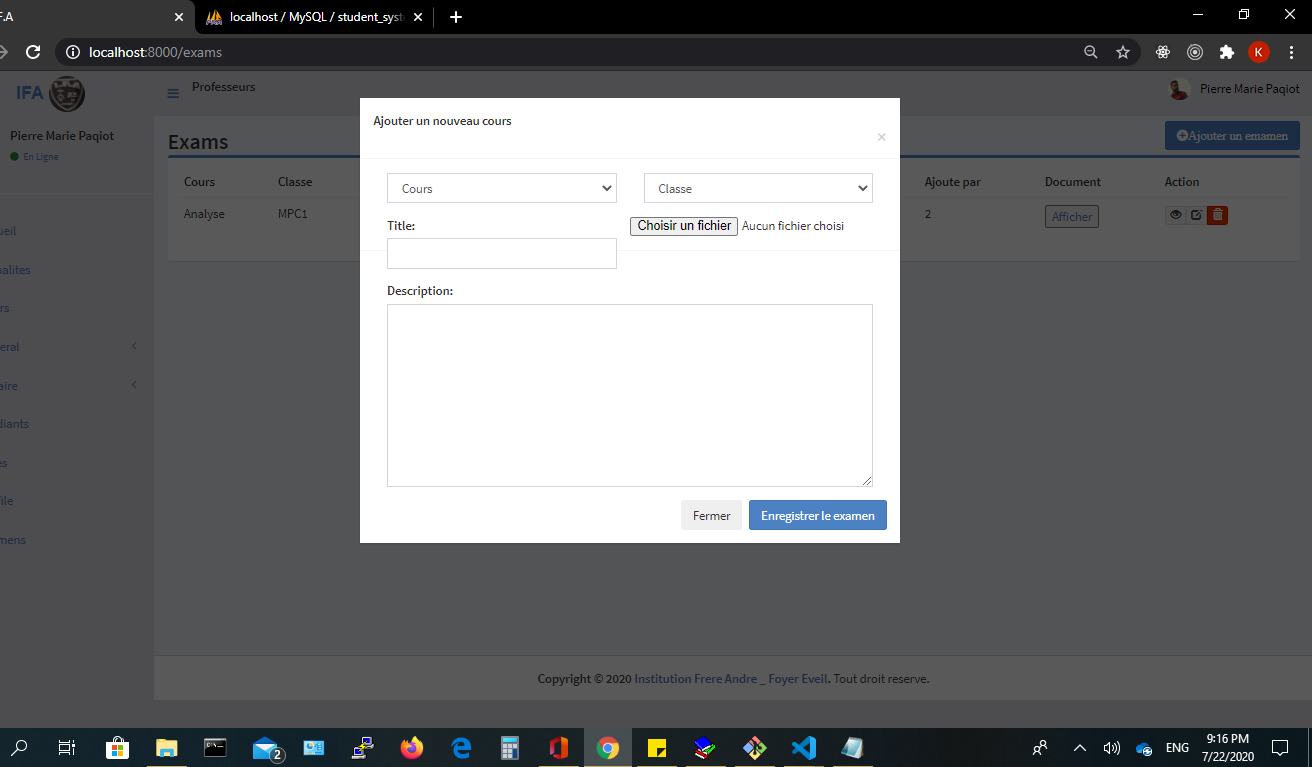 F.A
localhost / MySQL / student_syst
localhost:8000/exams
K
IFA
Professeurs
Pierre Marie Paqiot
Pierre Marie Paqiot
En Ligne
Exams
Ajouter un emamen
Cours
Classe
Ajoute par
Document
Action
Analyse
MPC1
2
Afficher
Ajouter un nouveau cours
×
Cours
Classe
Title:
Choisir un fichier Aucun fichier choisi
Description:
Fermer
Enregistrer le examen
eil
alites
rs
eral
aire
diants
es
file
mens
Copyright © 2020 Institution Frere Andre _ Foyer Eveil. Tout droit reserve.
2
ENG
9:16 PM
7/22/2020